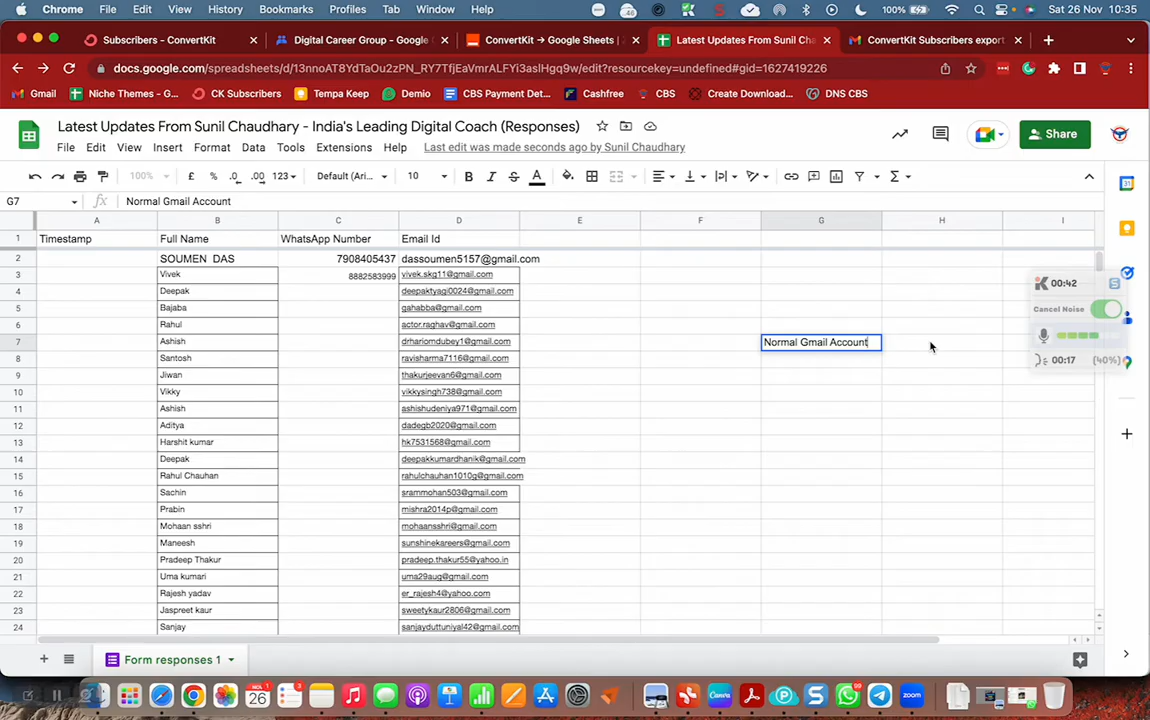 Chrome File Edit View History Bookmarks Profiles Tab Window Help 100% Sat 26 Nov 10:35
Subscribers - ConvertKit Digital Career Group - Google ConvertKit → Google Sheets | Latest Updates From Sunil Cha ConvertKit Subscribers export
docs.google.com/spreadsheets/d/13nnoAT8YdTaOu2zPN_RY7TfjEaVmrALFYi3aslHgq9w/edit?resourcekey=undefined#gid=1627419226
Gmail Niche Themes - G... CK Subscribers Tempa Keep Demio CBS Payment Det... Cashfree CBS Create Download... DNS CBS
Latest Updates From Sunil Chaudhary - India's Leading Digital Coach (Responses) Share
File Edit View Insert Format Data Tools Extensions Help Last edit was made seconds ago by Sunil Chaudhary
100% £ % .0 .00 123 Default (Ari... 10 B I S A
G7 fx Normal Gmail Account
A B C D E F G H I
1 Timestamp Full Name WhatsApp Number Email Id
2 SOUMEN DAS 7908405437 dassoumen5157@gmail.com
3 Vivek 8882583999 vivek.skg11@gmail.com
4 Deepak deepaktyagi0024@gmail.com
5 Bajaba gahabba@gmail.com
6 Rahul actor.raghav@gmail.com
7 Ashish drhariomdubey1@gmail.com Normal Gmail Account
8 Santosh ravisharma7116@gmail.com
9 Jiwan thakurjeevan6@gmail.com
10 Vikky vikkysingh738@gmail.com
11 Ashish ashishudeniya971@gmail.com
12 Aditya dadegb2020@gmail.com
13 Harshit kumar hk7531568@gmail.com
14 Deepak deepakkumardhanik@gmail.com
15 Rahul Chauhan rahulchauhan1010g@gmail.com
16 Sachin srammohan503@gmail.com
17 Prabin mishra2014p@gmail.com
18 Mohaan sshri mohaansshri@gmail.com
19 Maneesh sunshinekareers@gmail.com
20 Pradeep Thakur pradeep.thakur55@yahoo.in
21 Uma kumari uma29aug@gmail.com
22 Rajesh yadav er_rajesh4@yahoo.com
23 Jaspreet kaur sweetykaur2806@gmail.com
24 Sanjay sanjayduttuniyal42@gmail.com
00:42
Cancel Noise
00:17 (40%)
Form responses 1
NOV
26
zoom